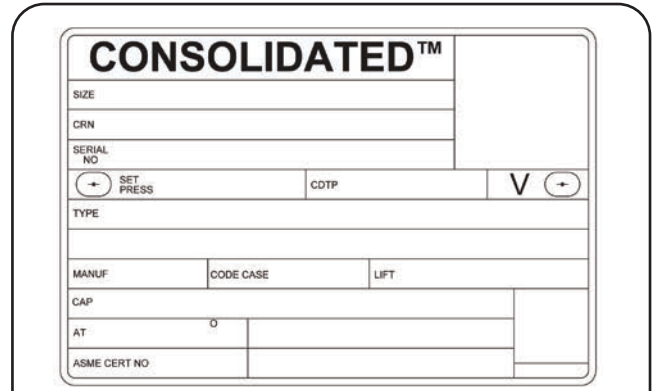 CONSOLIDATED™
SIZE
CRN
SERIAL
NO
SET
PRESS
CDTP
V
TYPE
MANUF
CODE CASE
LIFT
CAP
AT
O
ASME CERT NO